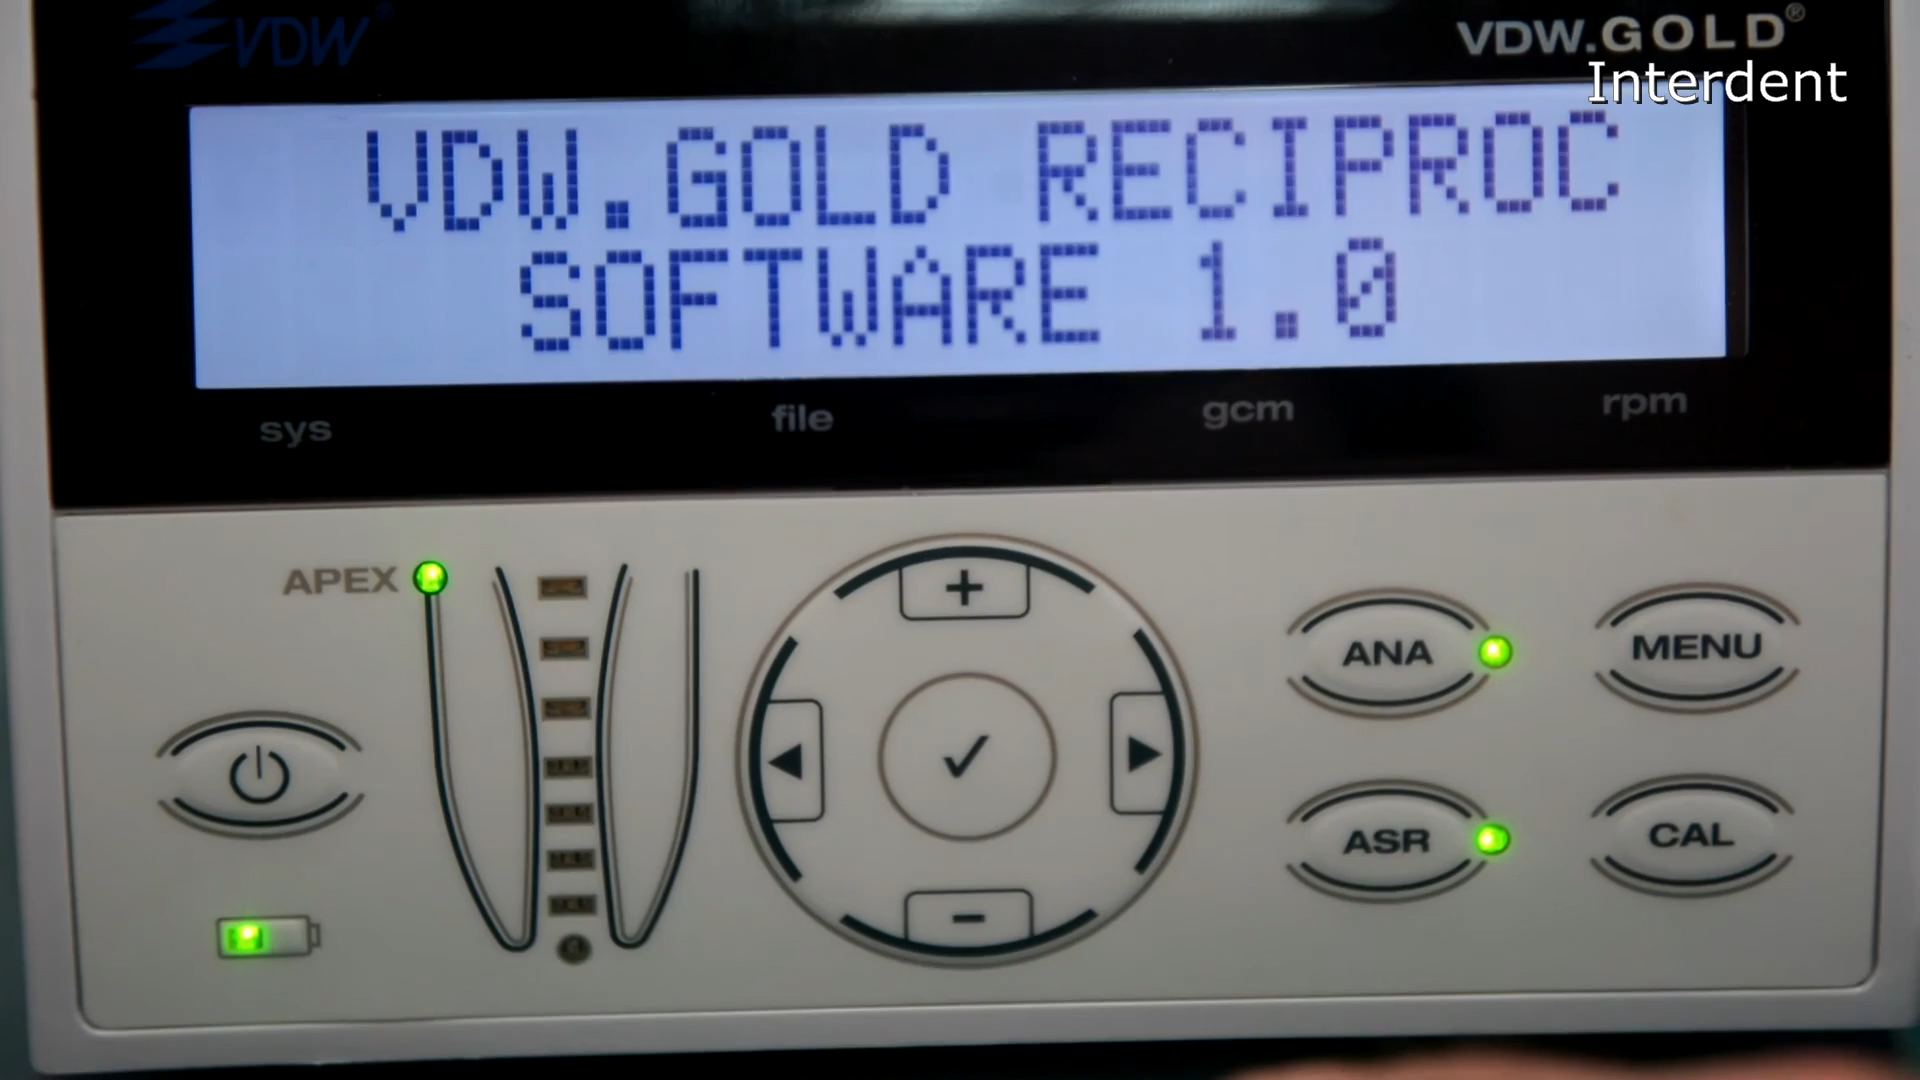 VDW®
VDW.GOLD®
Interdent
VDW.GOLD RECIPROC
SOFTWARE 1.0
sys file gcm rpm
APEX
+
ANA
MENU
✓
ASR
CAL
-